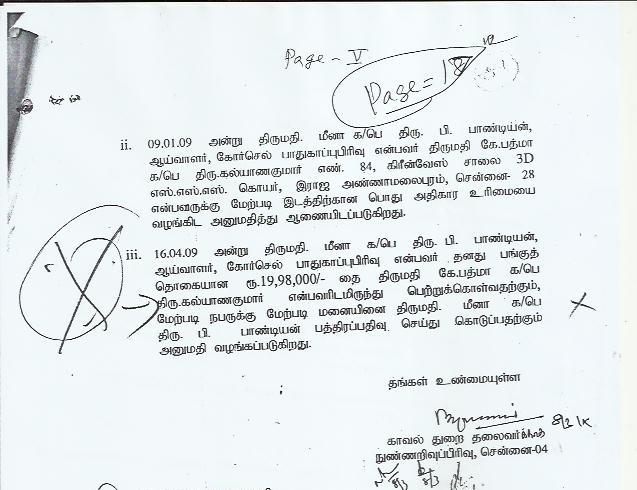 Page - V
Page = 18
ii. 09.01.09 அன்று திருமதி. மீனா க/பெ திரு. பி. பாண்டியன்,
ஆய்வாளர், கோர்செல் பாதுகாப்புபிரிவு என்பவர் திருமதி கே.பத்மா
க/பெ திரு.கல்யாணகுமார் எண். 84, கிரீன்வேஸ் சாலை 3D
எஸ்.எஸ்.எஸ். கொயர், இராஜ அண்ணாமலைபுரம், சென்னை- 28
என்பவருக்கு மேற்படி இடத்திற்கான பொது அதிகார உரிமையை
வழங்கிட அனுமதித்து ஆணையிடப்படுகிறது.
iii. 16.04.09 அன்று திருமதி. மீனா க/பெ திரு. பி. பாண்டியன்,
ஆய்வாளர், கோர்செல் பாதுகாப்புபிரிவு என்பவர் தனது பங்குத்
தொகையான ரூ.19,98,000/- தை திருமதி கே.பத்மா க/பெ
திரு.கல்யாணகுமார் என்பவரிடமிருந்து பெற்றுக்கொள்வதற்கும்,
மேற்படி நபருக்கு மேற்படி மனையினை திருமதி. மீனா க/பெ
திரு. பி. பாண்டியன் பத்திரப்பதிவு செய்து கொடுப்பதற்கும்
அனுமதி வழங்கப்படுகிறது.
தங்கள் உண்மையுள்ள
காவல் துறை தலைவர்
நுண்ணறிவுப்பிரிவு, சென்னை-04